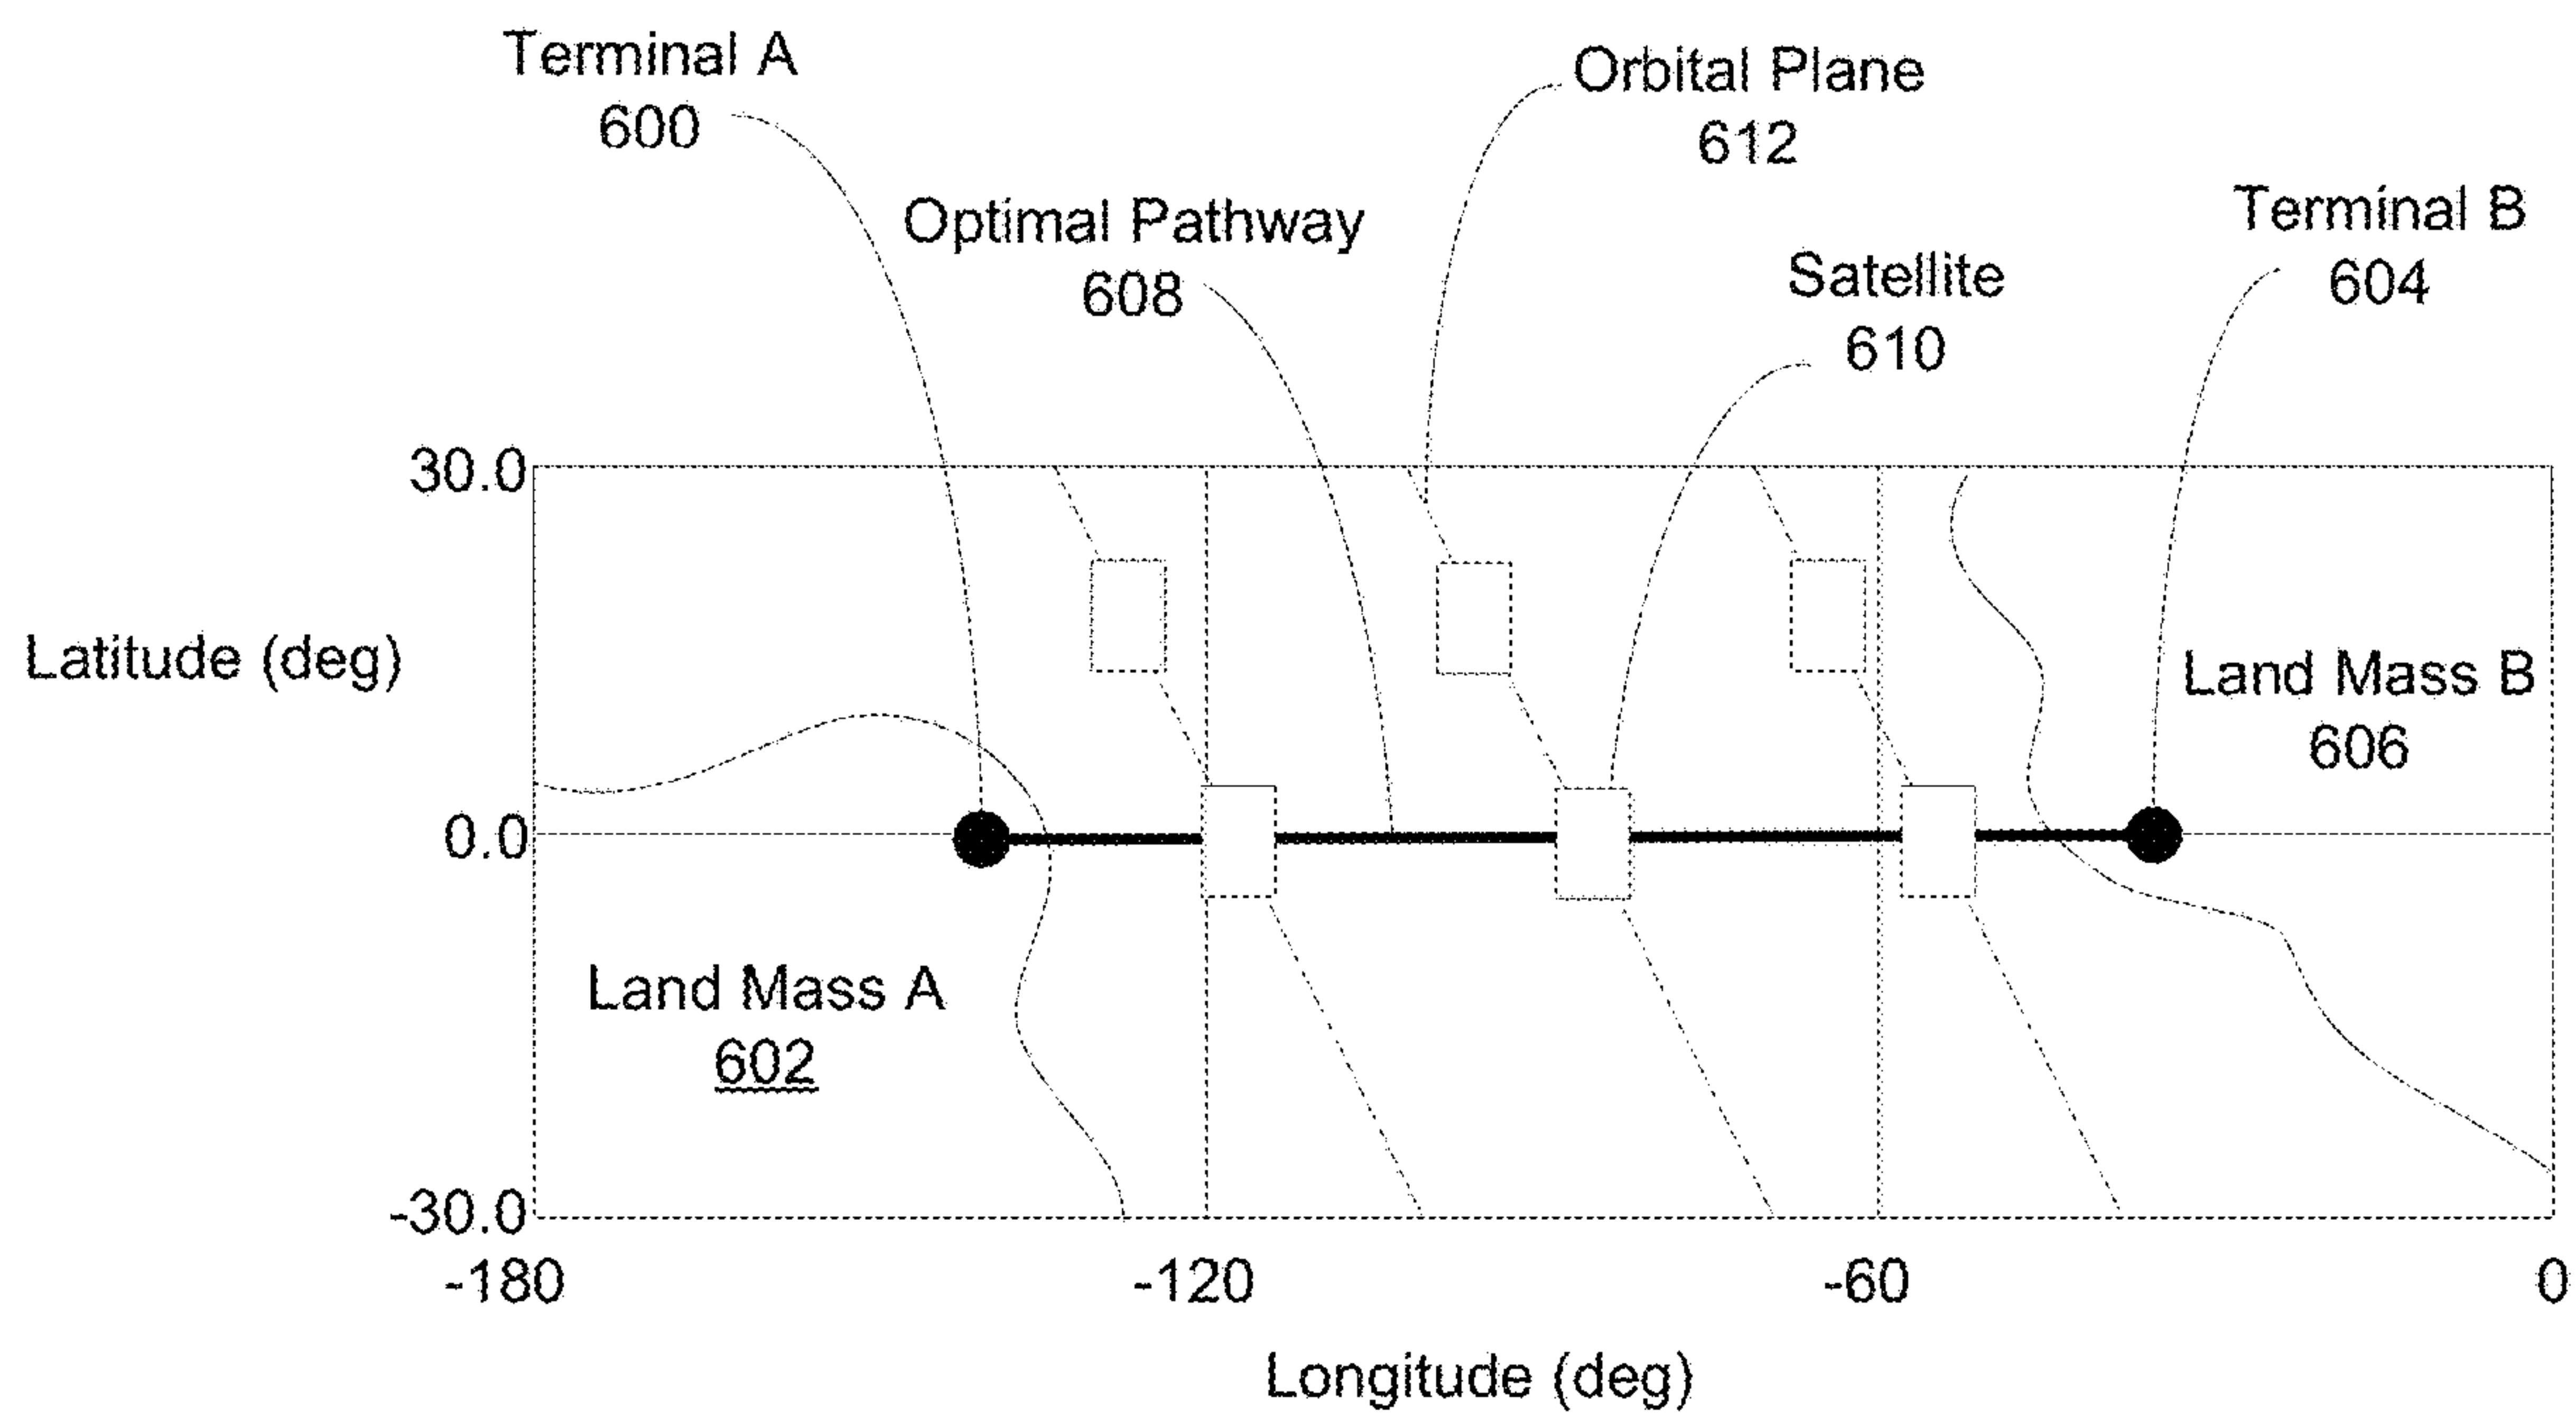 Terminal A
600
Orbital Plane
612
Optimal Pathway
608
Terminal B
604
Satellite
610
30.0
Latitude (deg)
Land Mass B
606
0.0
Land Mass A
602
-30.0
-180
-120
-60
0
Longitude (deg)